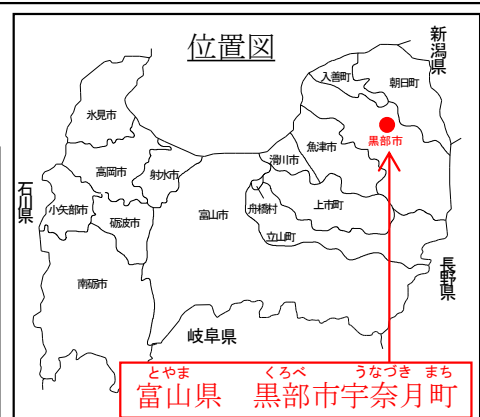 位置図
新潟県
入善町
朝日町
氷見市
黒部市
魚津市
高岡市
射水市
滑川市
石川県
小矢部市
砺波市
富山市
舟橋村
上市町
立山町
長野県
南砺市
岐阜県
とやま くろべ うなづき まち
富山県 黒部市宇奈月町